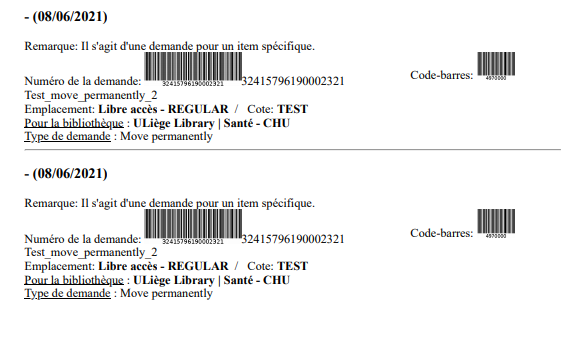 - (08/06/2021)
Remarque: Il s'agit d'une demande pour un item spécifique.
Numéro de la demande: 32415796190002321 32415796190002321 Code-barres: 4970000
Test_move_permanently_2
Emplacement: Libre accès - REGULAR / Cote: TEST
Pour la bibliothèque : ULiège Library | Santé - CHU
Type de demande : Move permanently
- (08/06/2021)
Remarque: Il s'agit d'une demande pour un item spécifique.
Numéro de la demande: 32415796190002321 32415796190002321 Code-barres: 4970000
Test_move_permanently_2
Emplacement: Libre accès - REGULAR / Cote: TEST
Pour la bibliothèque : ULiège Library | Santé - CHU
Type de demande : Move permanently